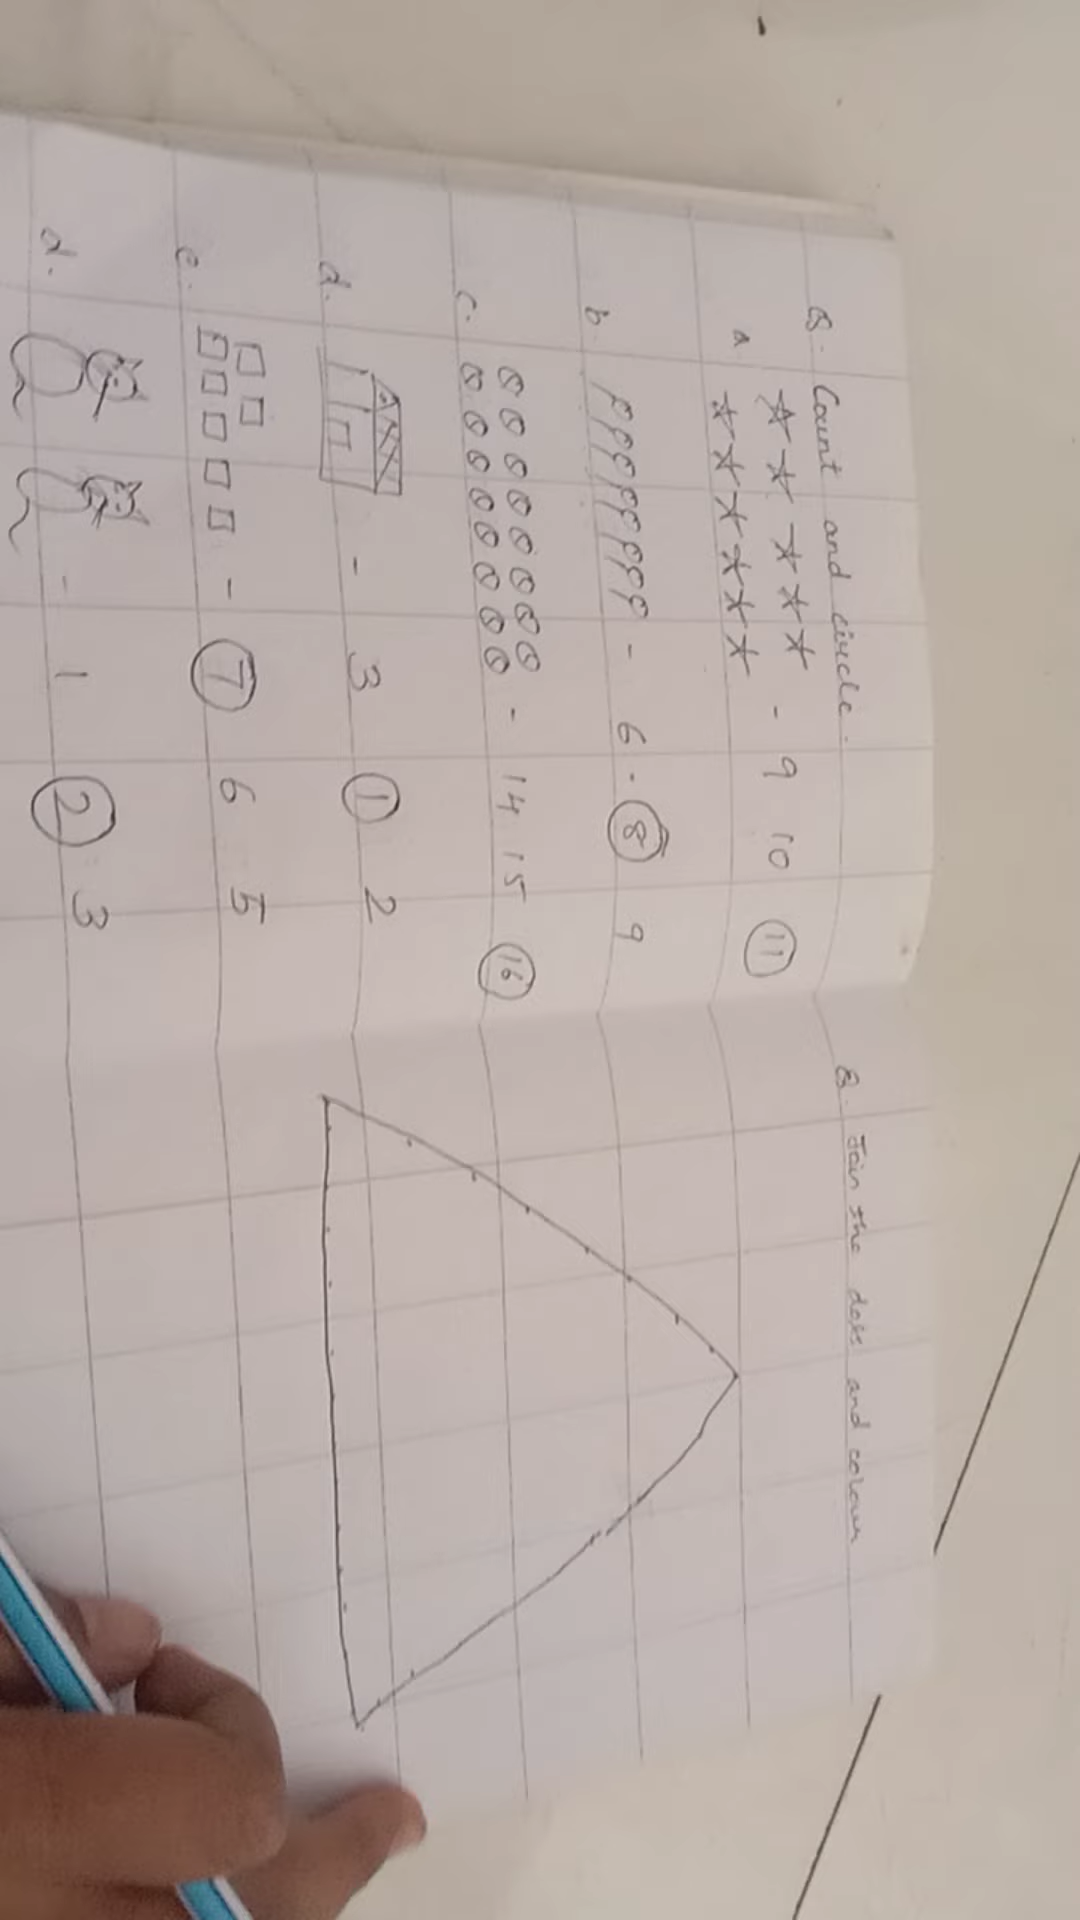 Q. Count and circle.
a - 9 10 11
b. - 6 . 8 9
c. - 14 15 16
d. - 3 1 2
e. - 7 6 5
d. - 1 2 3
Q. Join the dots and colour